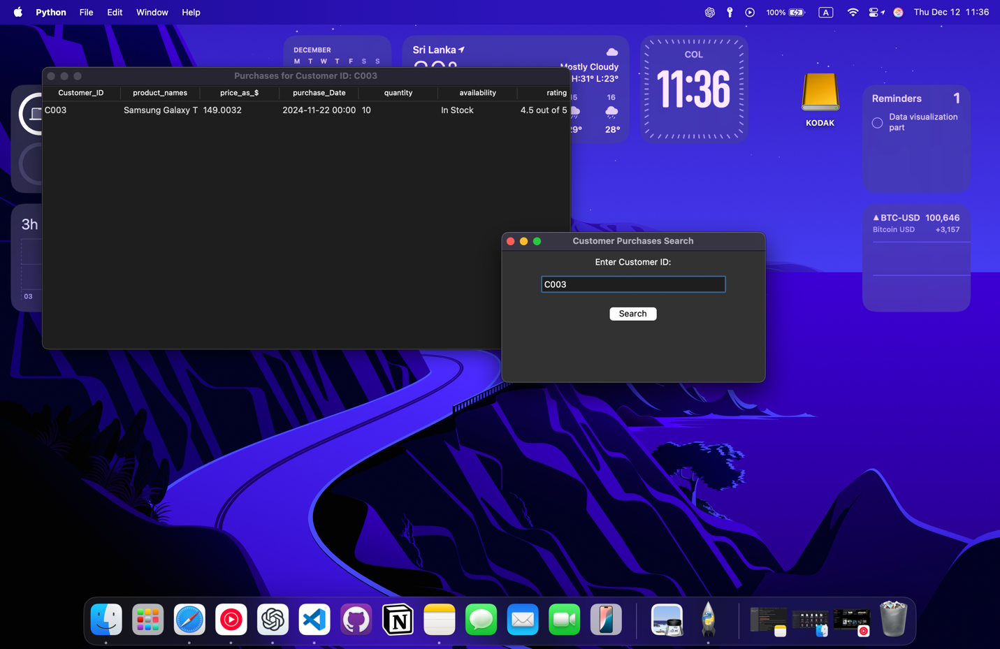 Python File Edit Window Help
100%
A
Thu Dec 12 11:36
DECEMBER
M T W T F S S
Sri Lanka
Mostly Cloudy
H:31° L:23°
16
28°
COL
11:36
KODAK
Reminders 1
Data visualization
part
BTC-USD 100,646
Bitcoin USD +3,157
3h
03
Purchases for Customer ID: C003
Customer_ID product_names price_as_$ purchase_Date quantity availability rating
C003 Samsung Galaxy T 149.0032 2024-11-22 00:00 10 In Stock 4.5 out of 5
Customer Purchases Search
Enter Customer ID:
C003
Search